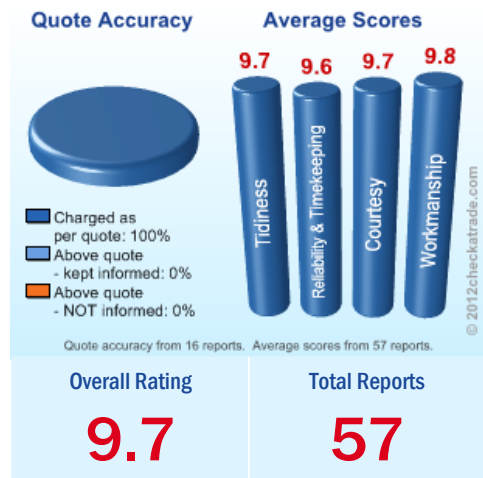 Quote Accuracy
Average Scores
9.7
9.6
9.7
9.8
Tidiness
Reliability & Timekeeping
Courtesy
Workmanship
Charged as
per quote: 100%
Above quote
- kept informed: 0%
Above quote
- NOT informed: 0%
© 2012checkatrade.com
Quote accuracy from 16 reports. Average scores from 57 reports.
Overall Rating
9.7
Total Reports
57